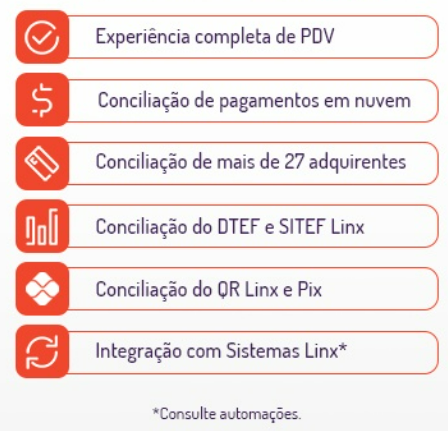 Experiência completa de PDV
Conciliação de pagamentos em nuvem
Conciliação de mais de 27 adquirentes
Conciliação do DTEF e SITEF Linx
Conciliação do QR Linx e Pix
Integração com Sistemas Linx*
*Consulte automações.